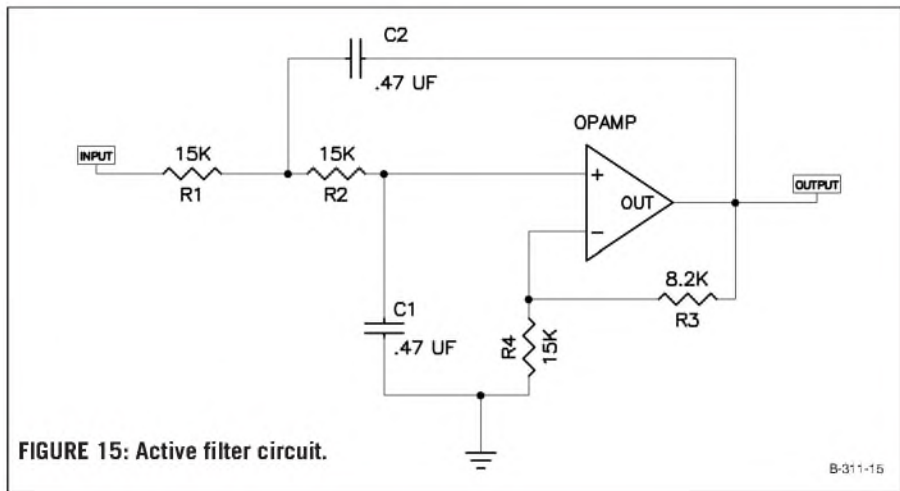 C2
.47 UF
OPAMP
INPUT
15K
R1
15K
R2
+
OUT
−
OUTPUT
8.2K
R3
C1
.47 UF
R4
15K
FIGURE 15: Active filter circuit.
B-311-15